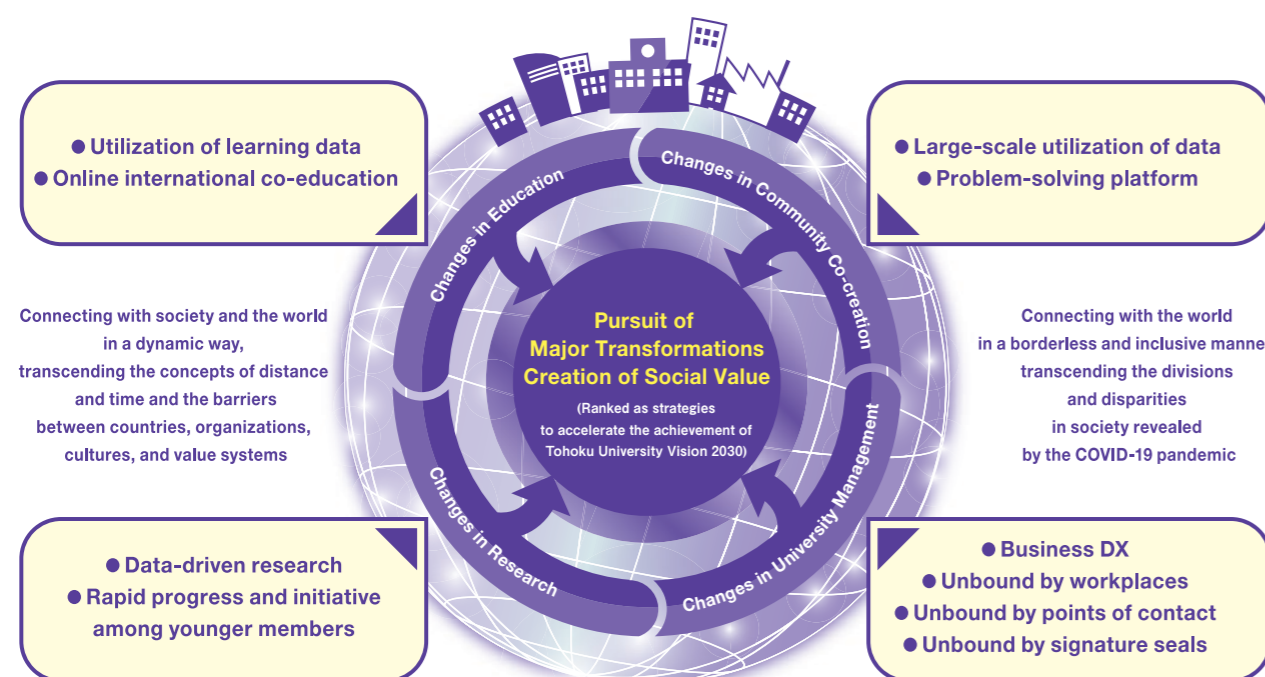 ● Utilization of learning data
● Online international co-education
● Large-scale utilization of data
● Problem-solving platform
Changes in Education
Changes in Community Co-creation
Connecting with society and the world
in a dynamic way,
transcending the concepts of distance
and time and the barriers
between countries, organizations,
cultures, and value systems
Pursuit of
Major Transformations
Creation of Social Value
(Ranked as strategies
to accelerate the achievement of
Tohoku University Vision 2030)
Connecting with the world
in a borderless and inclusive manne
transcending the divisions
and disparities
in society revealed
by the COVID-19 pandemic
Changes in Research
Changes in University Management
● Data-driven research
● Rapid progress and initiative
among younger members
● Business DX
● Unbound by workplaces
● Unbound by points of contact
● Unbound by signature seals